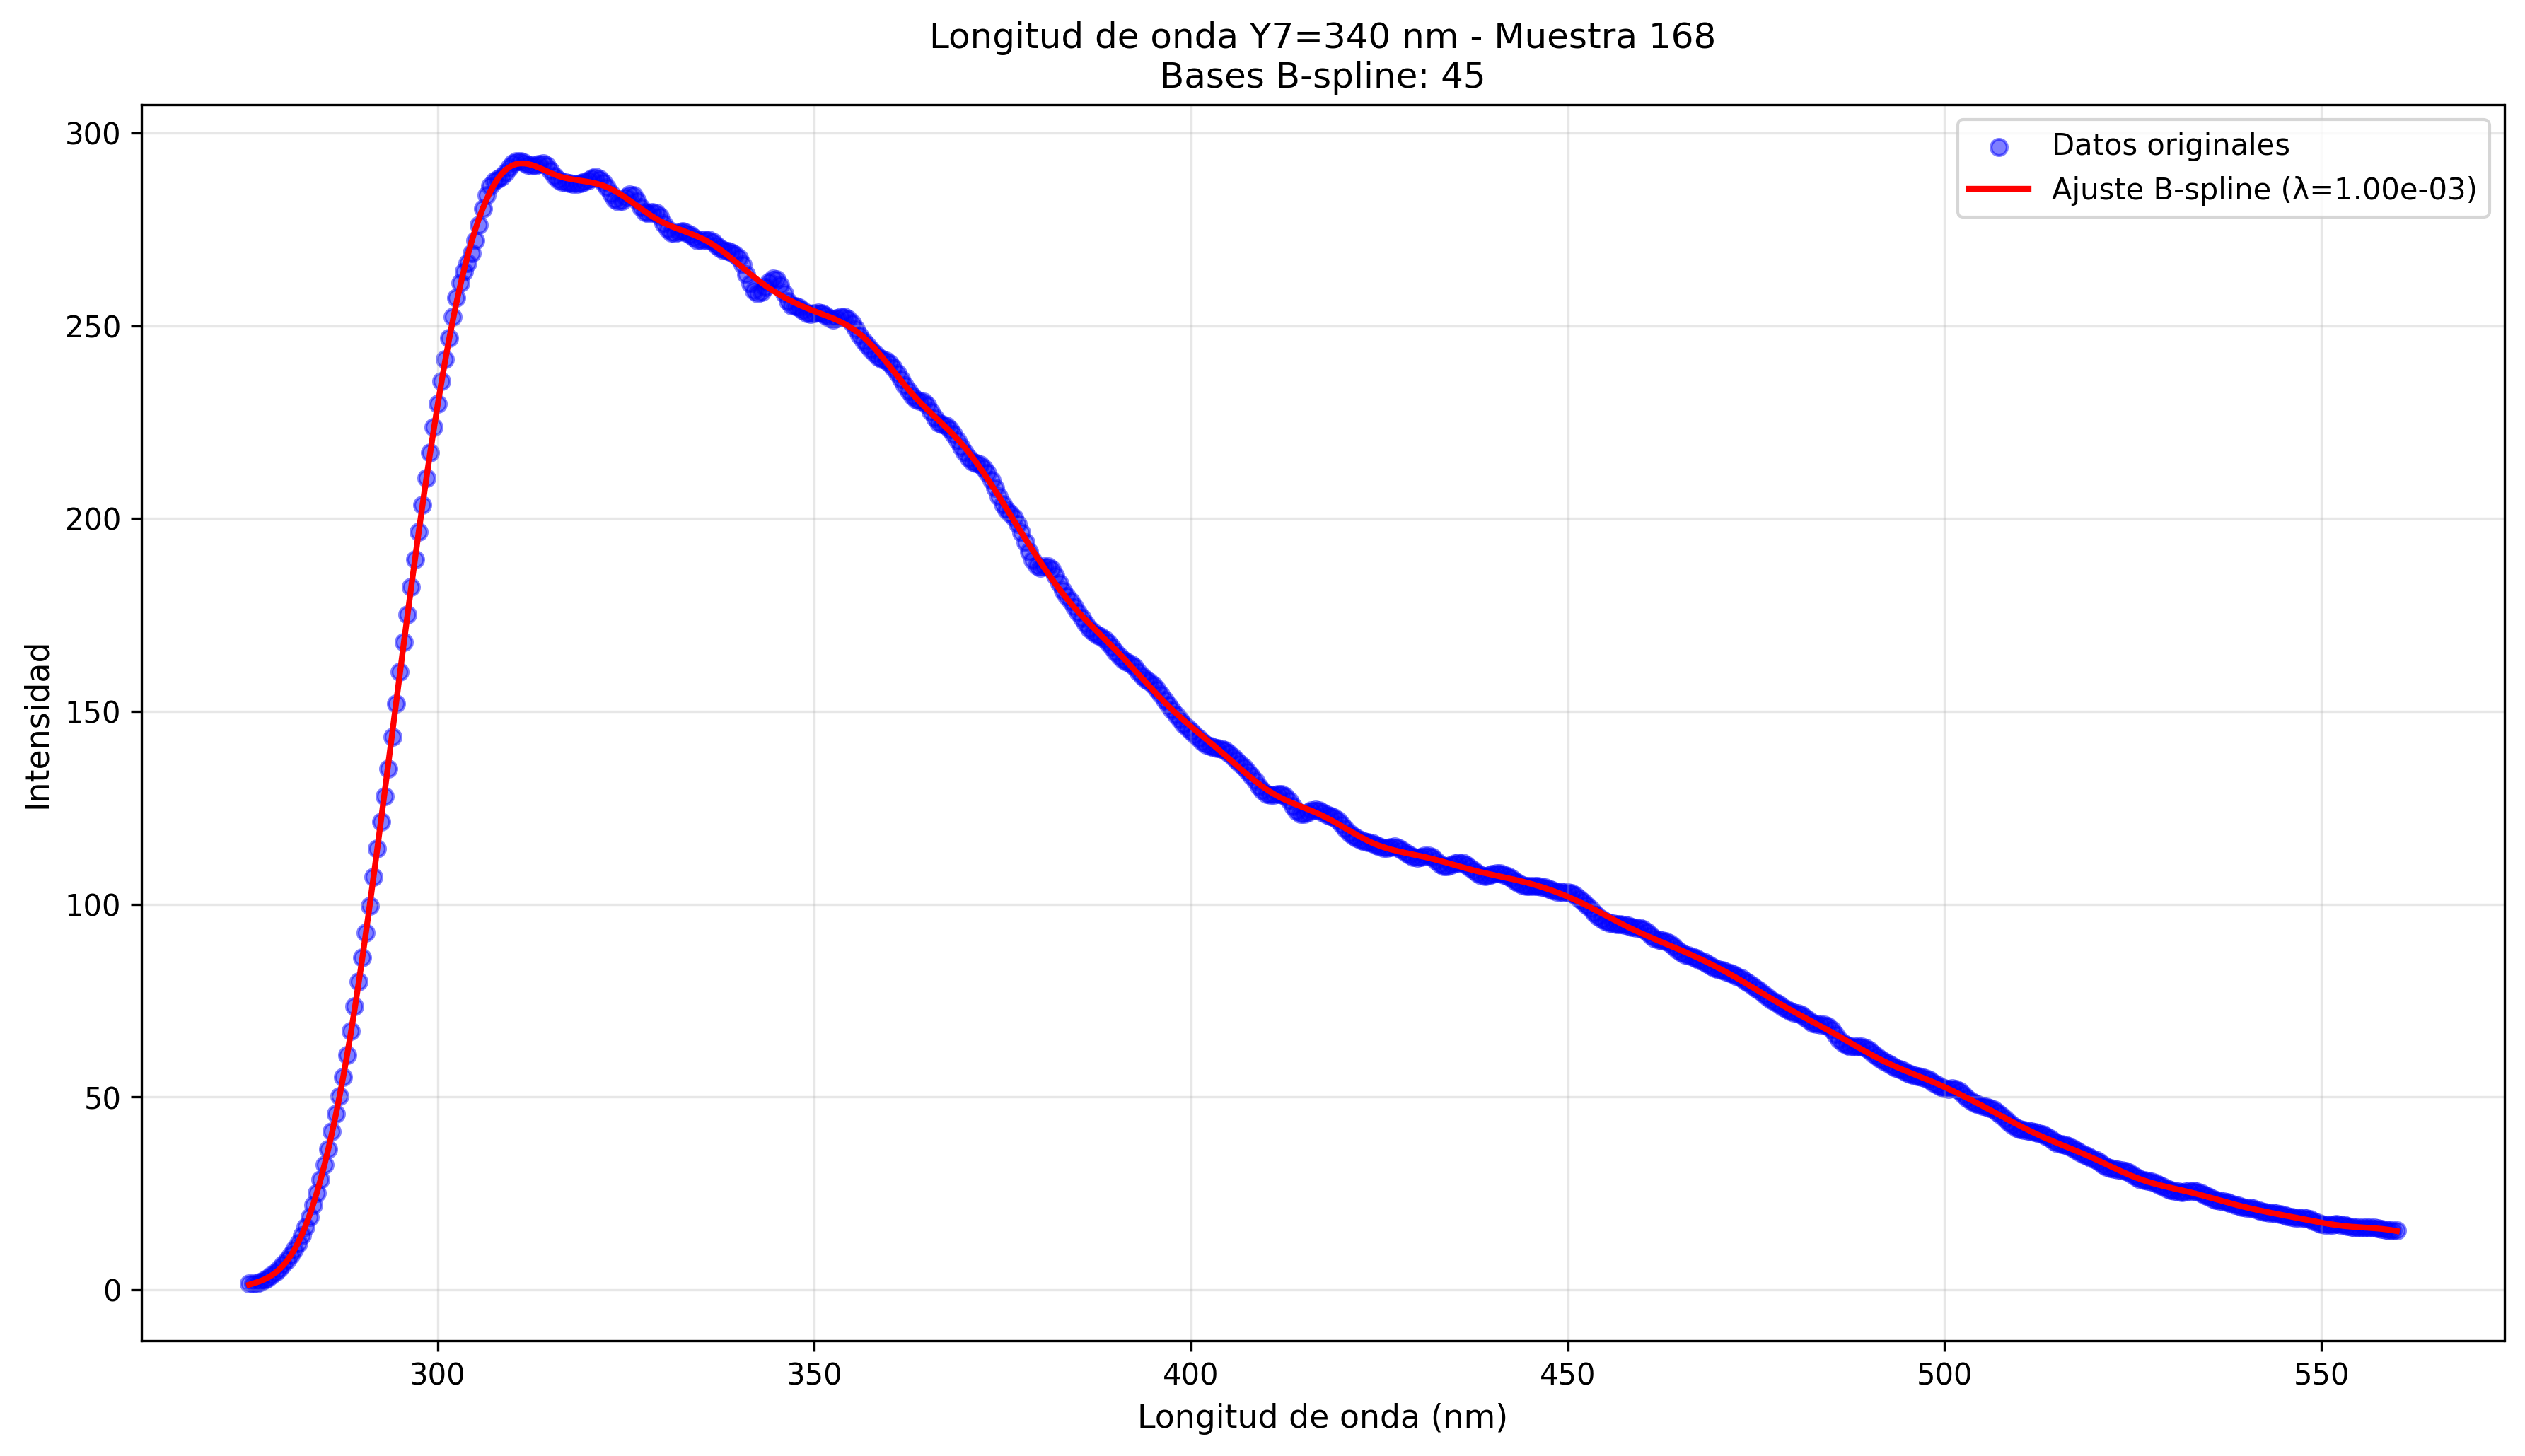 Longitud de onda Y7=340 nm - Muestra 168
Bases B-spline: 45
Datos originales
Ajuste B-spline (λ=1.00e-03)
300
250
200
150
100
50
0
Intensidad
300 350 400 450 500 550
Longitud de onda (nm)